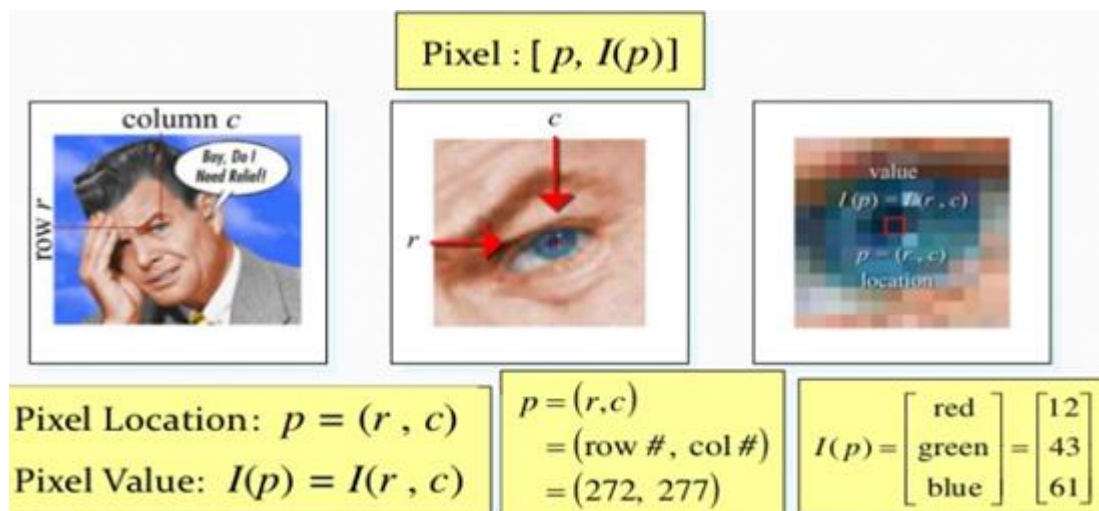 Pixel : [ p, I(p)]
column c
row r
Boy, Do I
Need Relief!
c
r
value
I(p) = I(r , c)
p = (r , c)
location
Pixel Location: p = (r , c)
Pixel Value: I(p) = I(r , c)
p = (r,c)
= (row #, col #)
= (272, 277)
I(p) = [red green blue] = [12 43 61]